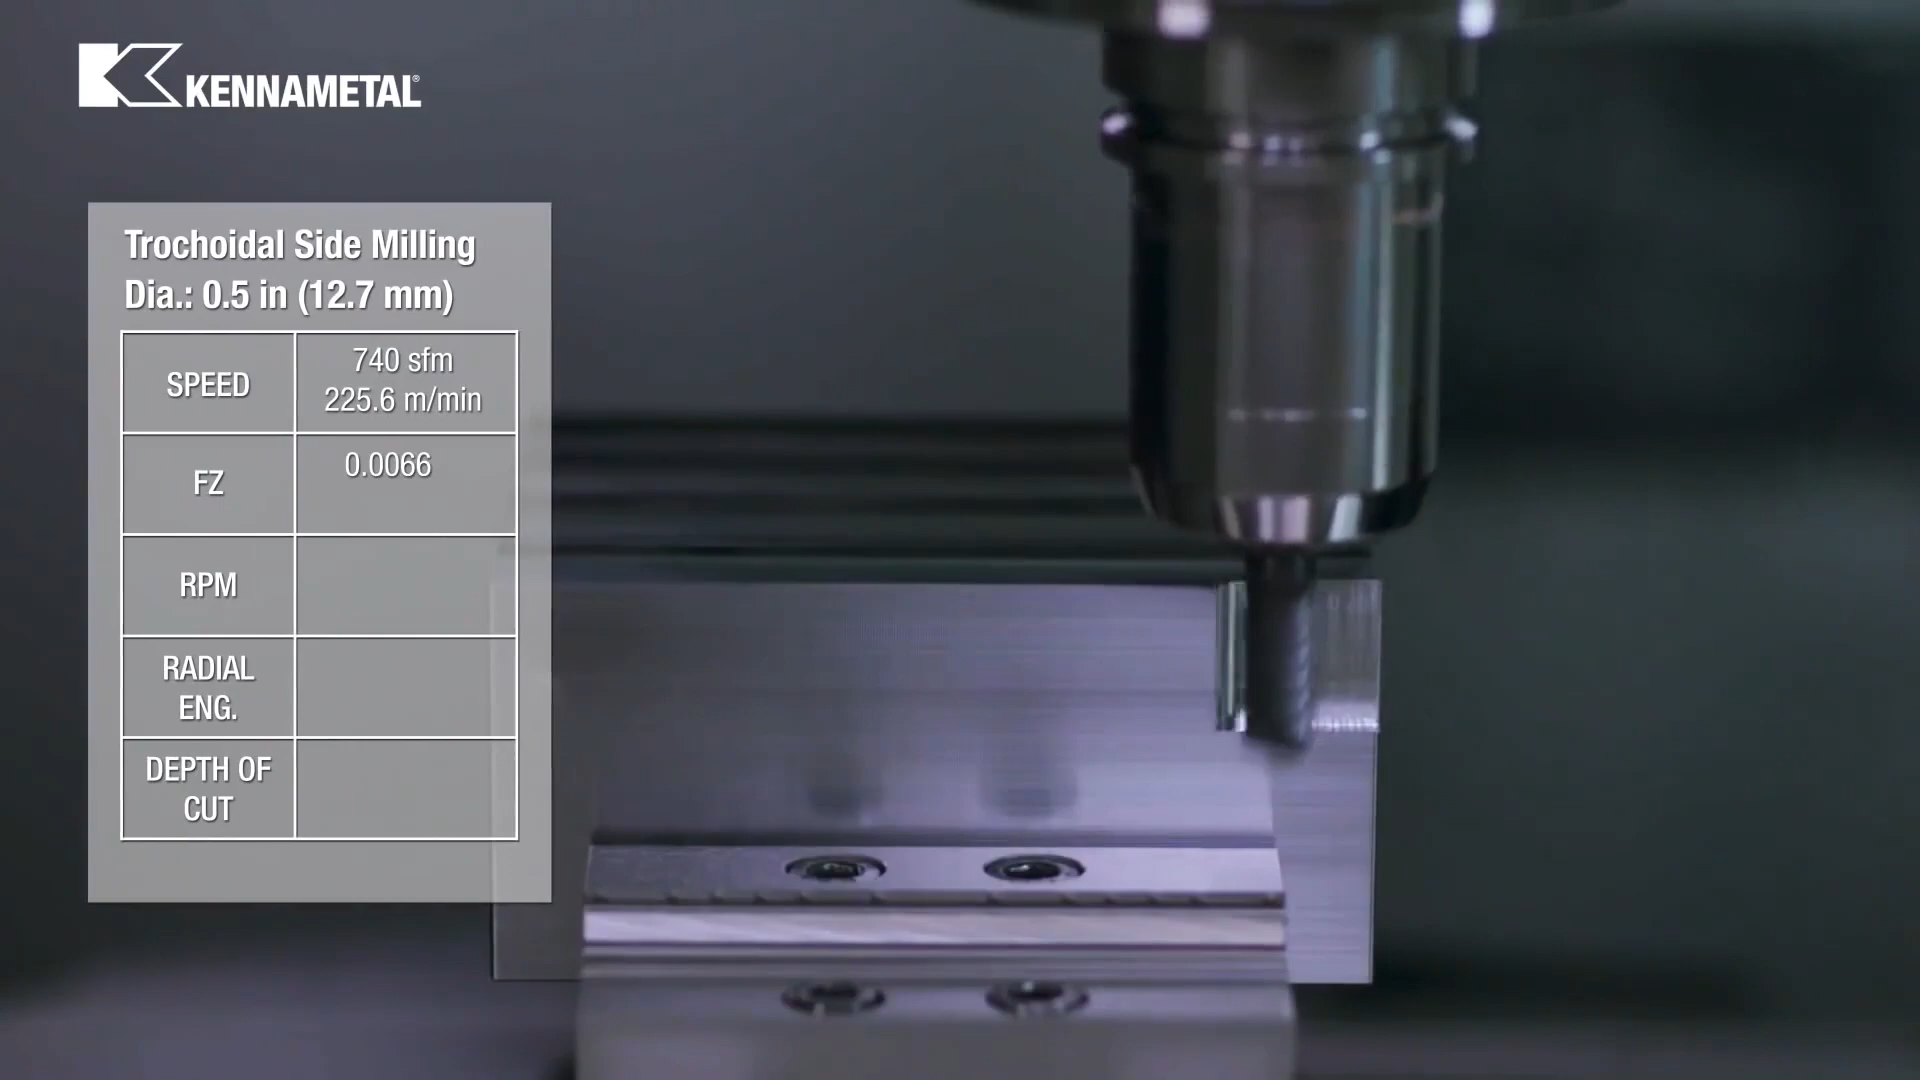 KENNAMETAL®
Trochoidal Side Milling
Dia.: 0.5 in (12.7 mm)
SPEED
740 sfm
225.6 m/min
FZ
0.0066
RPM
RADIAL
ENG.
DEPTH OF
CUT